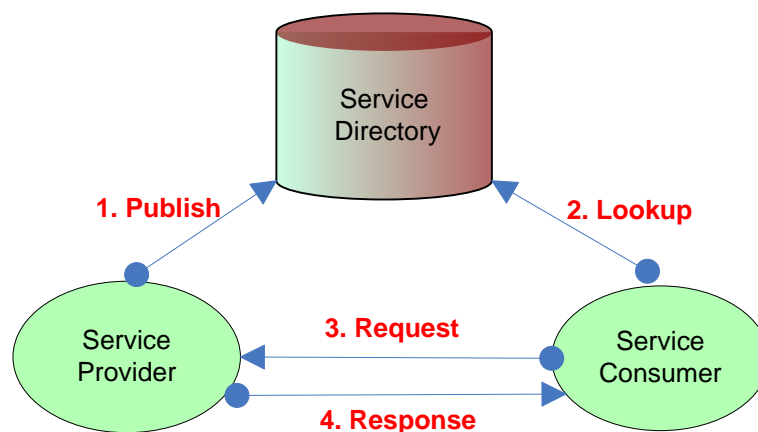 Service
Directory
1. Publish
2. Lookup
3. Request
Service
Provider
Service
Consumer
4. Response